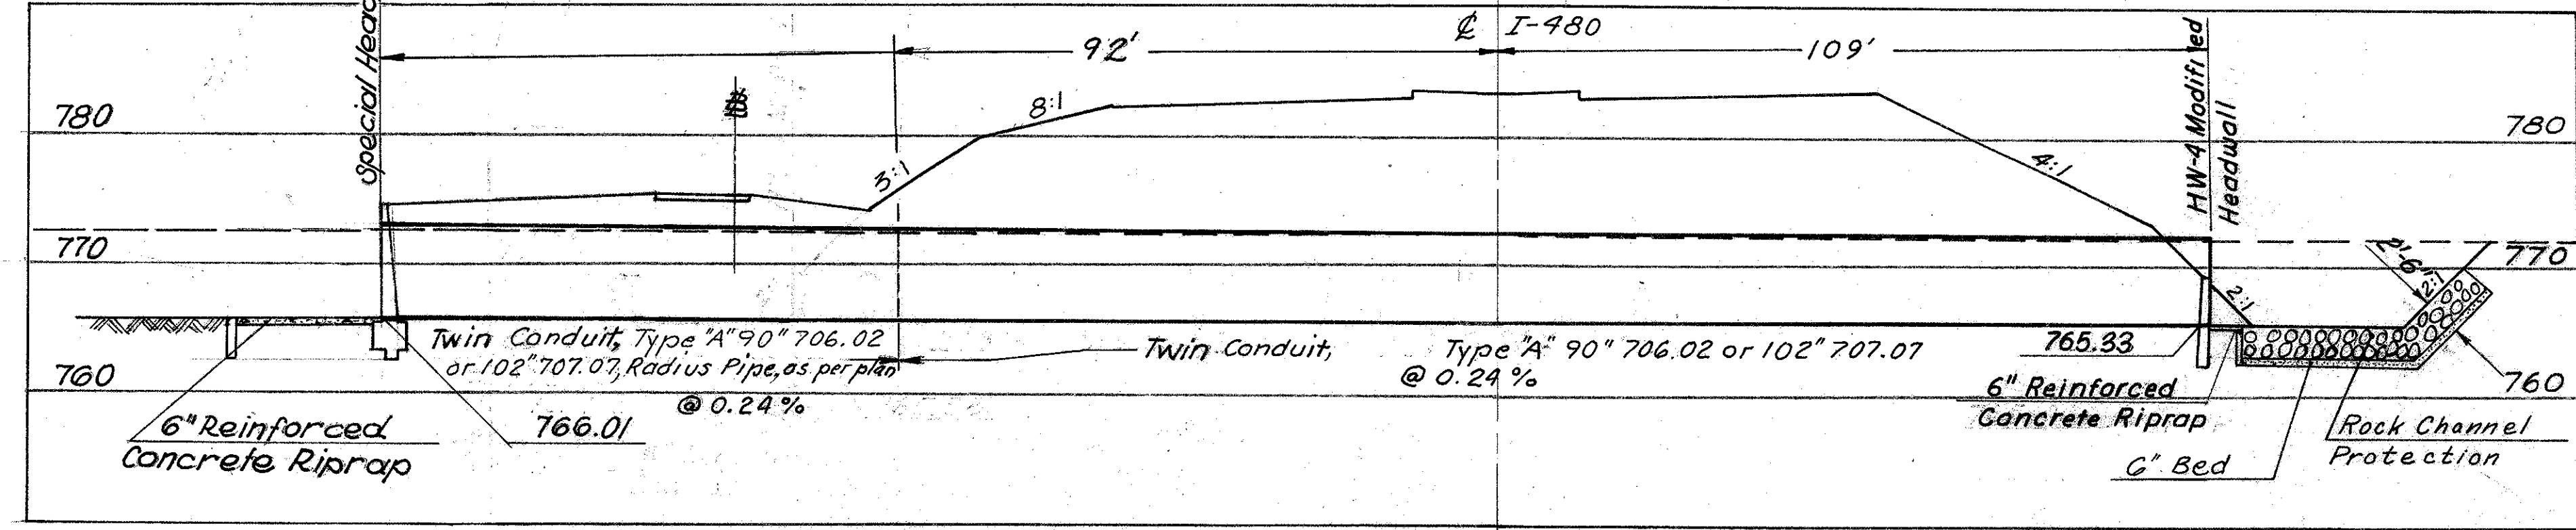 Special Head
92'
℄ I-480
109'
HW-4 Modified
Headwall
780
8:1
780
3:1
4:1
770
2'-6"
2:1
770
2:1
Twin Conduit, Type "A" 90" 706.02
or 102" 707.07, Radius Pipe, as per plan
@ 0.24%
Twin Conduit, Type "A" 90" 706.02 or 102" 707.07
@ 0.24%
765.33
760
760
6" Reinforced
Concrete Riprap
766.01
6" Reinforced
Concrete Riprap
6" Bed
Rock Channel
Protection